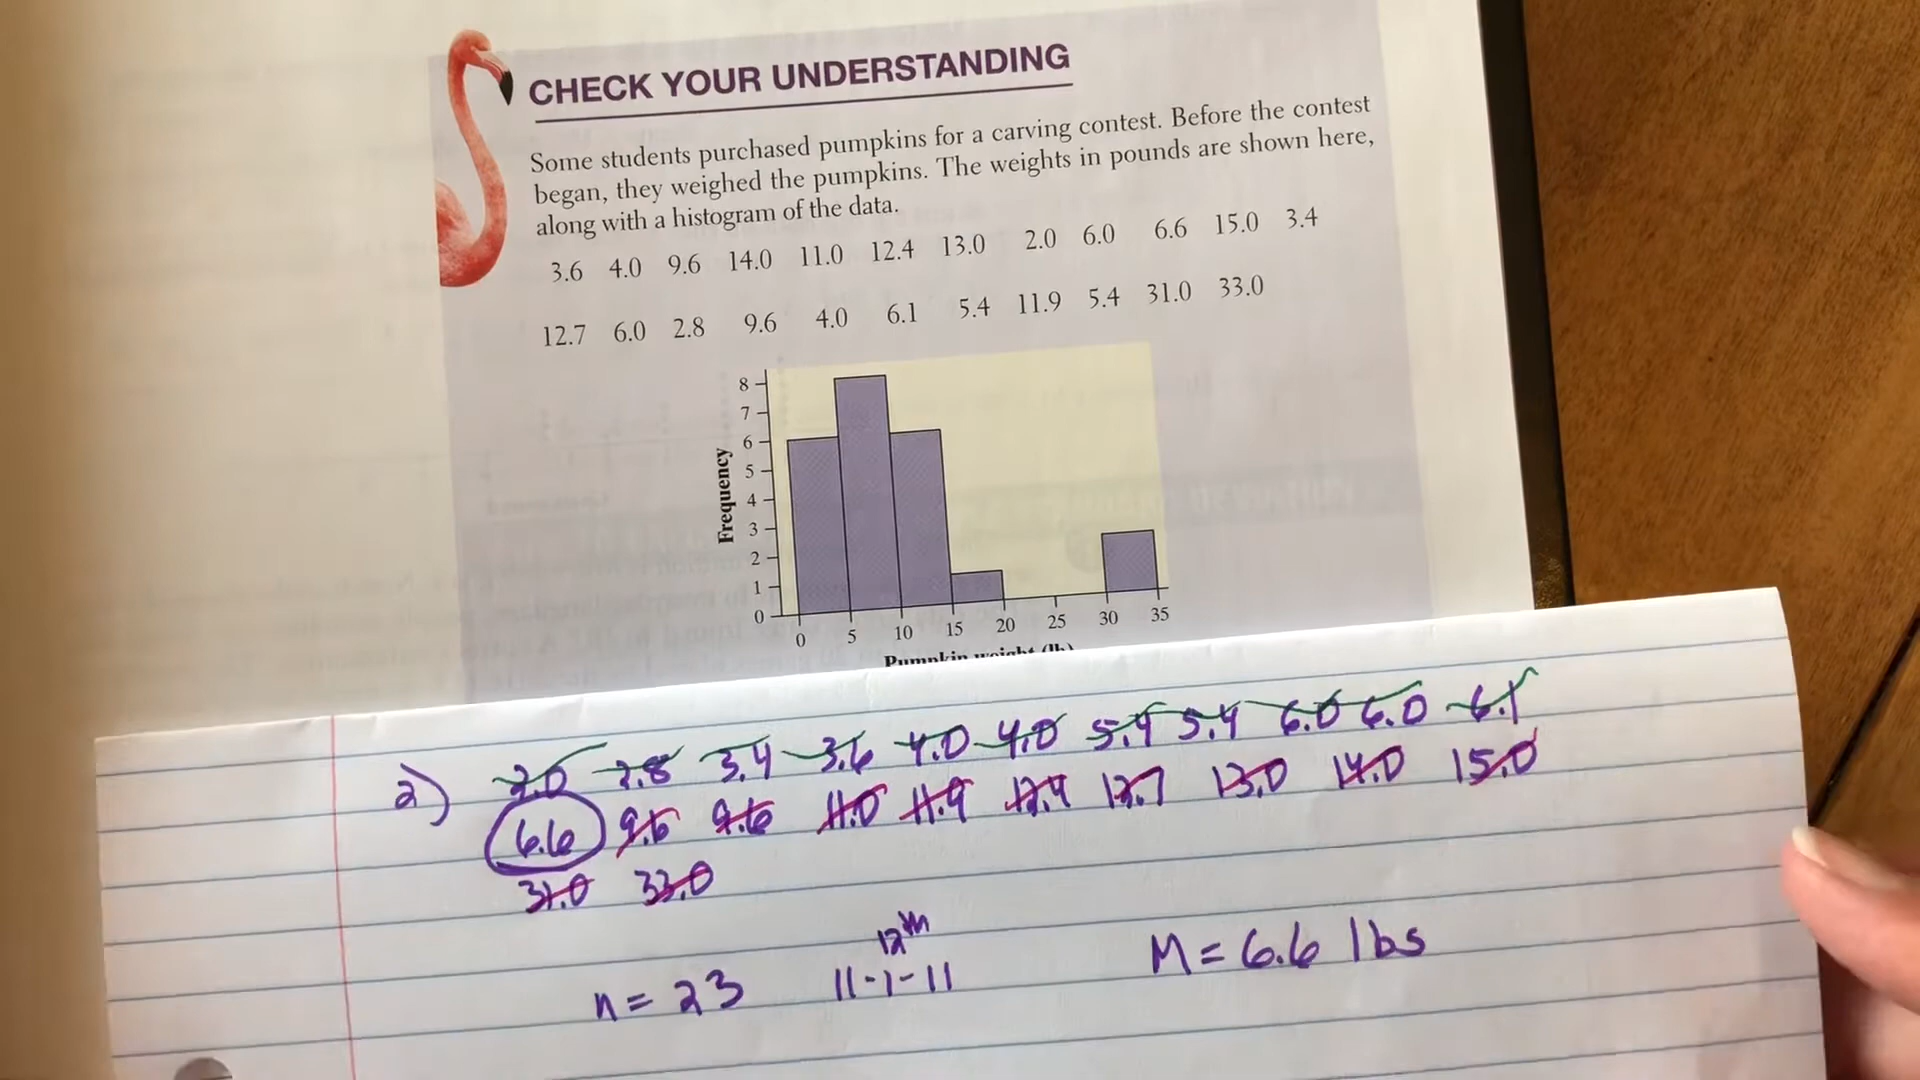 CHECK YOUR UNDERSTANDING
Some students purchased pumpkins for a carving contest. Before the contest
began, they weighed the pumpkins. The weights in pounds are shown here,
along with a histogram of the data.
3.6 4.0 9.6 14.0 11.0 12.4 13.0 2.0 6.0 6.6 15.0 3.4
12.7 6.0 2.8 9.6 4.0 6.1 5.4 11.9 5.4 31.0 33.0
8
7
6
5
4
3
2
1
0
Frequency
0 5 10 15 20 25 30 35
Pumpkin weight (lb)
2) 2.0 2.8 3.4 3.6 4.0 4.0 5.4 5.4 6.0 6.0 6.1
6.6 9.6 9.6 11.0 11.9 12.4 12.7 13.0 14.0 15.0
31.0 33.0
12th
n = 23 11-1-11 M = 6.6 lbs